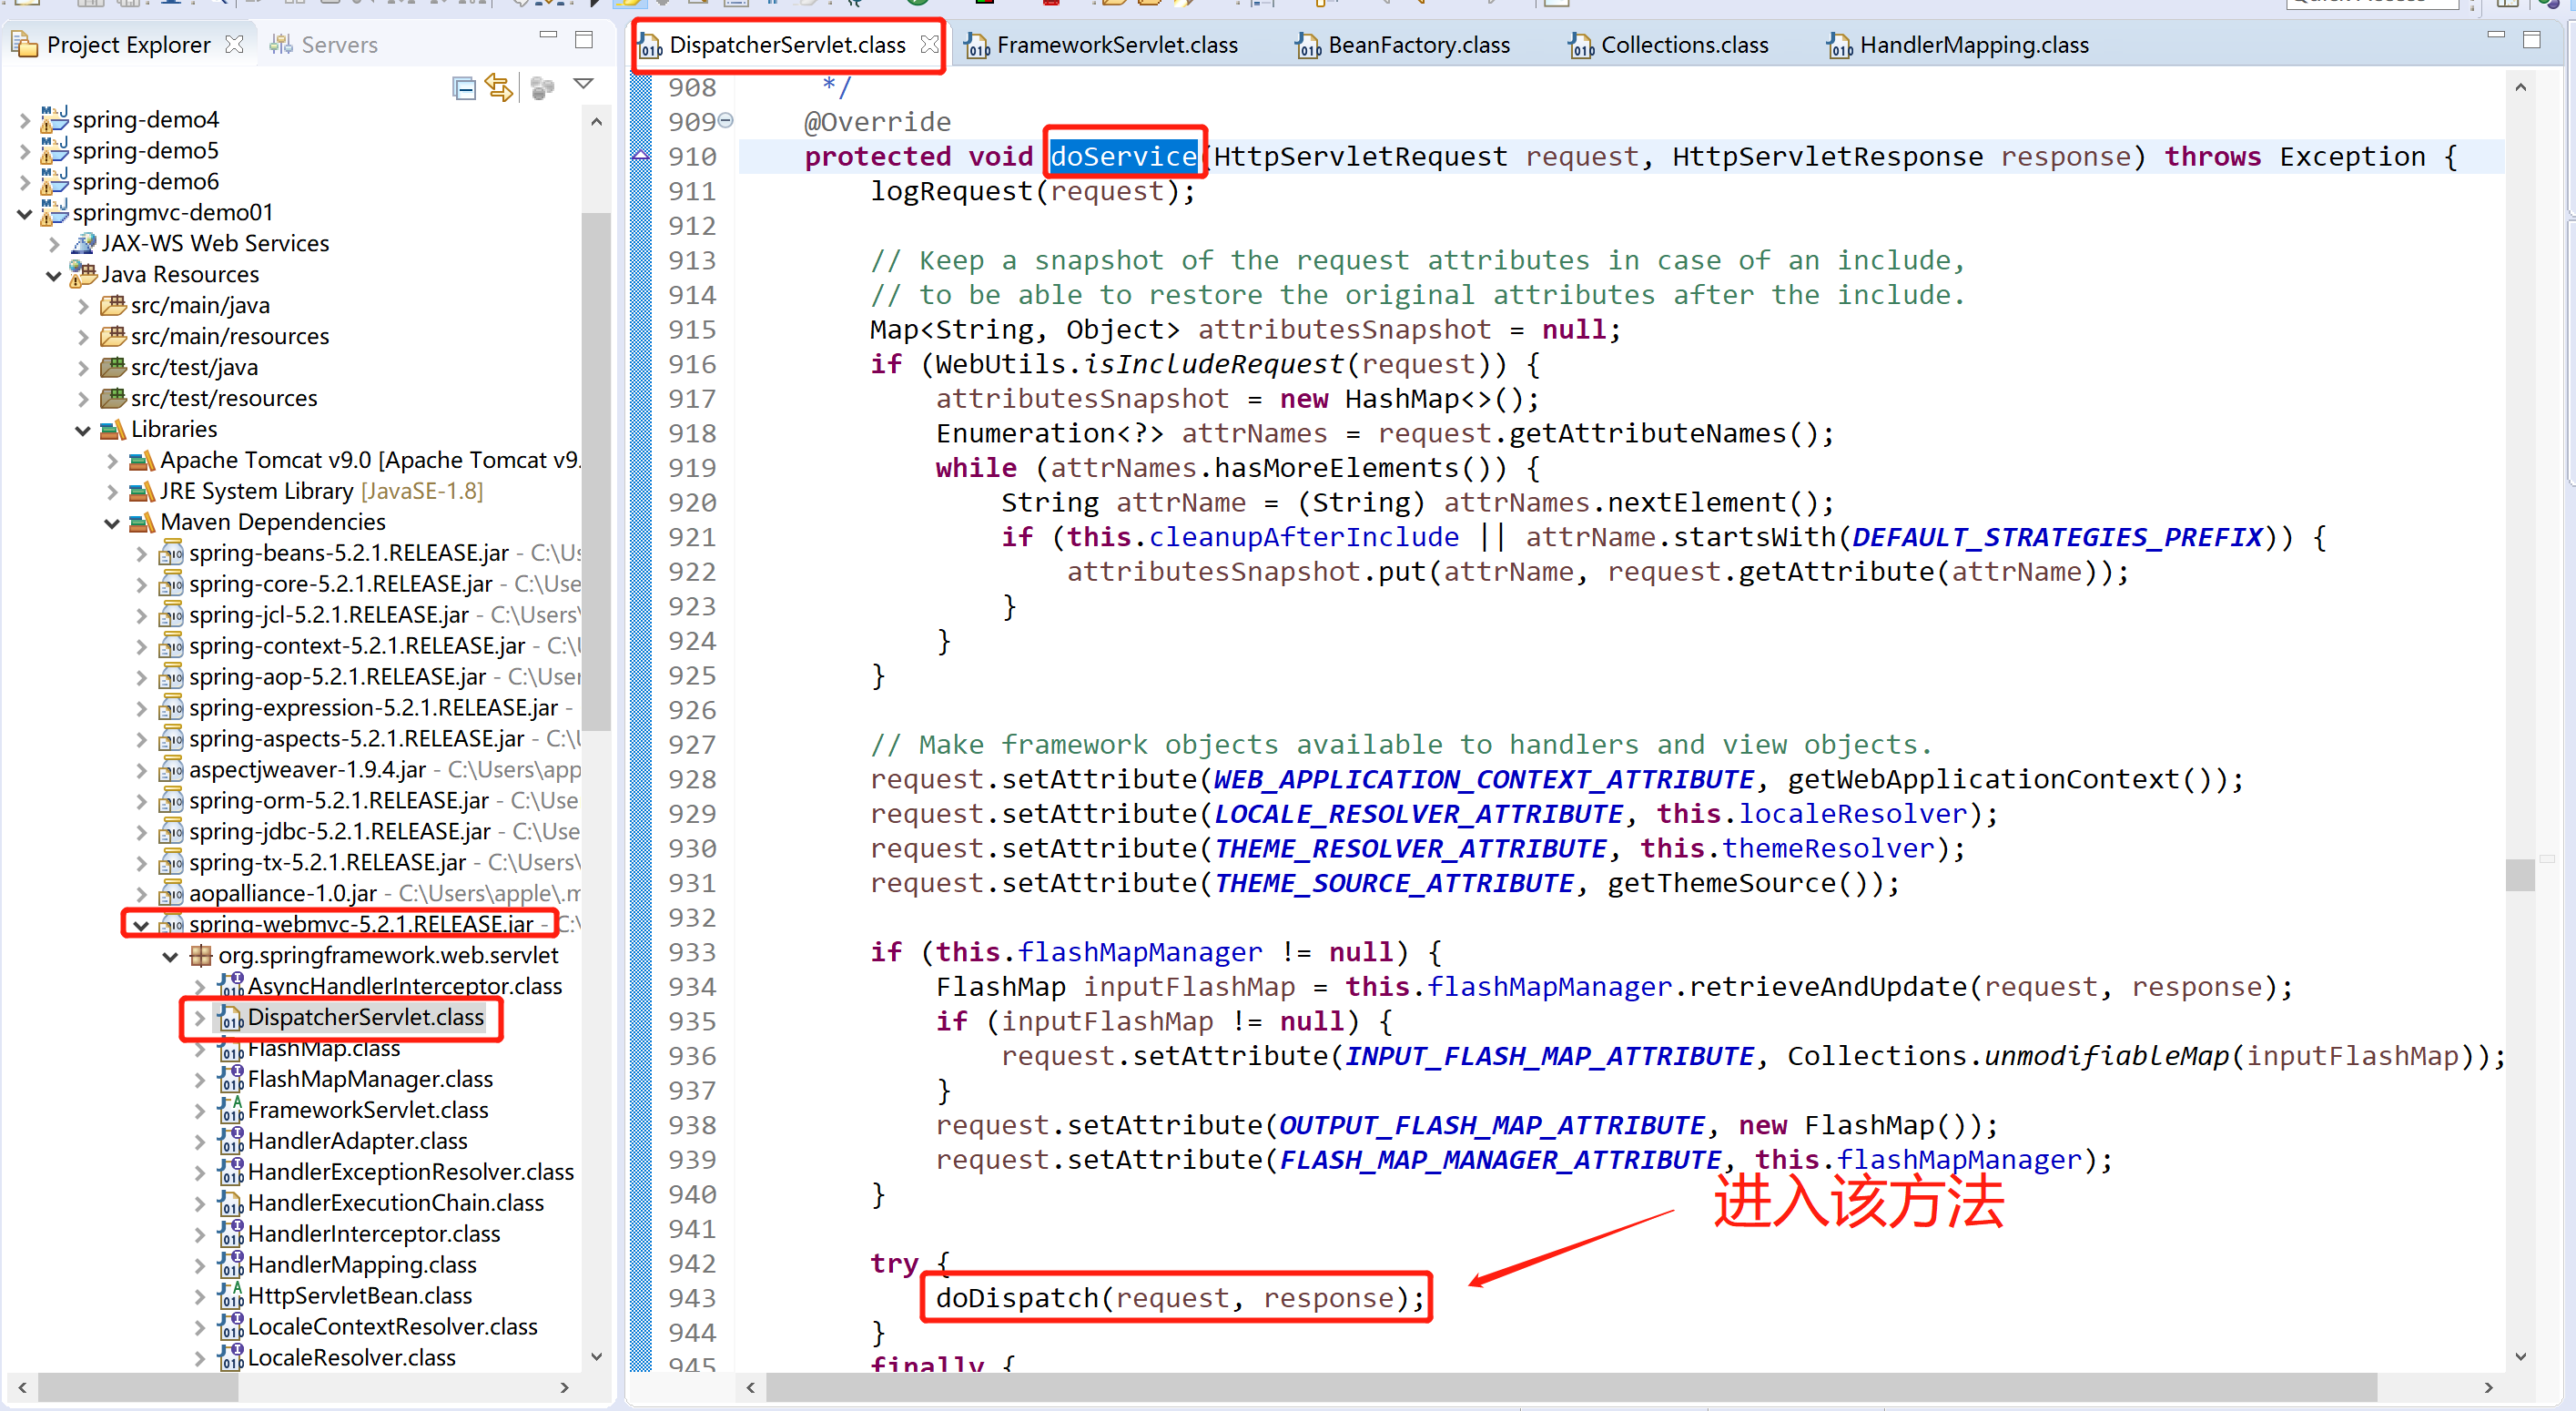 Project Explorer
Servers
spring-demo4
spring-demo5
spring-demo6
springmvc-demo01
JAX-WS Web Services
Java Resources
src/main/java
src/main/resources
src/test/java
src/test/resources
Libraries
Apache Tomcat v9.0 [Apache Tomcat v9.
JRE System Library [JavaSE-1.8]
Maven Dependencies
spring-beans-5.2.1.RELEASE.jar - C:\Us
spring-core-5.2.1.RELEASE.jar - C:\Use
spring-jcl-5.2.1.RELEASE.jar - C:\Users\
spring-context-5.2.1.RELEASE.jar - C:\U
spring-aop-5.2.1.RELEASE.jar - C:\Users
spring-expression-5.2.1.RELEASE.jar -
spring-aspects-5.2.1.RELEASE.jar - C:\U
aspectjweaver-1.9.4.jar - C:\Users\app
spring-orm-5.2.1.RELEASE.jar - C:\Use
spring-jdbc-5.2.1.RELEASE.jar - C:\Use
spring-tx-5.2.1.RELEASE.jar - C:\Users\
aopalliance-1.0.jar - C:\Users\apple\.m
spring-webmvc-5.2.1.RELEASE.jar - C:\
org.springframework.web.servlet
AsyncHandlerInterceptor.class
DispatcherServlet.class
FlashMap.class
FlashMapManager.class
FrameworkServlet.class
HandlerAdapter.class
HandlerExceptionResolver.class
HandlerExecutionChain.class
HandlerInterceptor.class
HandlerMapping.class
HttpServletBean.class
LocaleContextResolver.class
LocaleResolver.class
DispatcherServlet.class
FrameworkServlet.class
BeanFactory.class
Collections.class
HandlerMapping.class
908 */
909 @Override
910 protected void doService(HttpServletRequest request, HttpServletResponse response) throws Exception {
911 logRequest(request);
912
913 // Keep a snapshot of the request attributes in case of an include,
914 // to be able to restore the original attributes after the include.
915 Map<String, Object> attributesSnapshot = null;
916 if (WebUtils.isIncludeRequest(request)) {
917 attributesSnapshot = new HashMap<>();
918 Enumeration<?> attrNames = request.getAttributeNames();
919 while (attrNames.hasMoreElements()) {
920 String attrName = (String) attrNames.nextElement();
921 if (this.cleanupAfterInclude || attrName.startsWith(DEFAULT_STRATEGIES_PREFIX)) {
922 attributesSnapshot.put(attrName, request.getAttribute(attrName));
923 }
924 }
925 }
926
927 // Make framework objects available to handlers and view objects.
928 request.setAttribute(WEB_APPLICATION_CONTEXT_ATTRIBUTE, getWebApplicationContext());
929 request.setAttribute(LOCALE_RESOLVER_ATTRIBUTE, this.localeResolver);
930 request.setAttribute(THEME_RESOLVER_ATTRIBUTE, this.themeResolver);
931 request.setAttribute(THEME_SOURCE_ATTRIBUTE, getThemeSource());
932
933 if (this.flashMapManager != null) {
934 FlashMap inputFlashMap = this.flashMapManager.retrieveAndUpdate(request, response);
935 if (inputFlashMap != null) {
936 request.setAttribute(INPUT_FLASH_MAP_ATTRIBUTE, Collections.unmodifiableMap(inputFlashMap));
937 }
938 request.setAttribute(OUTPUT_FLASH_MAP_ATTRIBUTE, new FlashMap());
939 request.setAttribute(FLASH_MAP_MANAGER_ATTRIBUTE, this.flashMapManager);
940 }
进入该方法
941
942 try {
943 doDispatch(request, response);
944 }
945 finally {